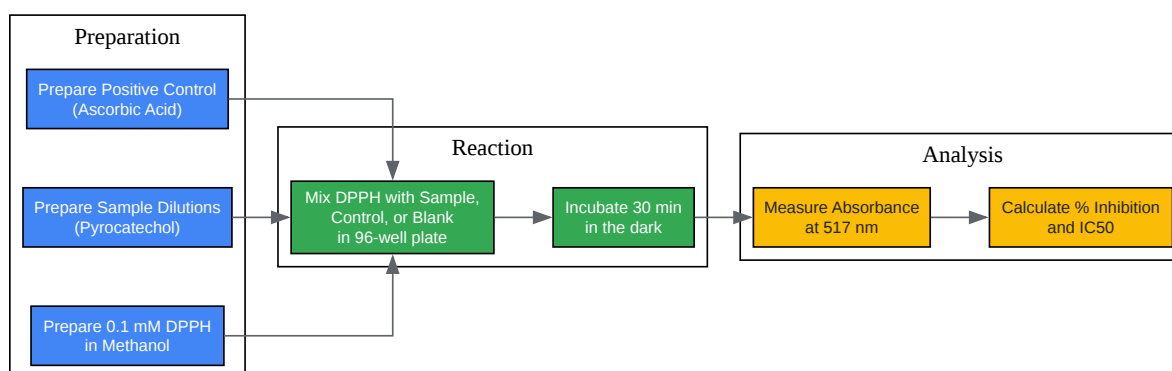 Preparation
Prepare Positive Control
(Ascorbic Acid)
Prepare Sample Dilutions
(Pyrocatechol)
Prepare 0.1 mM DPPH
in Methanol
Reaction
Mix DPPH with Sample,
Control, or Blank
in 96-well plate
Incubate 30 min
in the dark
Analysis
Measure Absorbance
at 517 nm
Calculate % Inhibition
and IC50